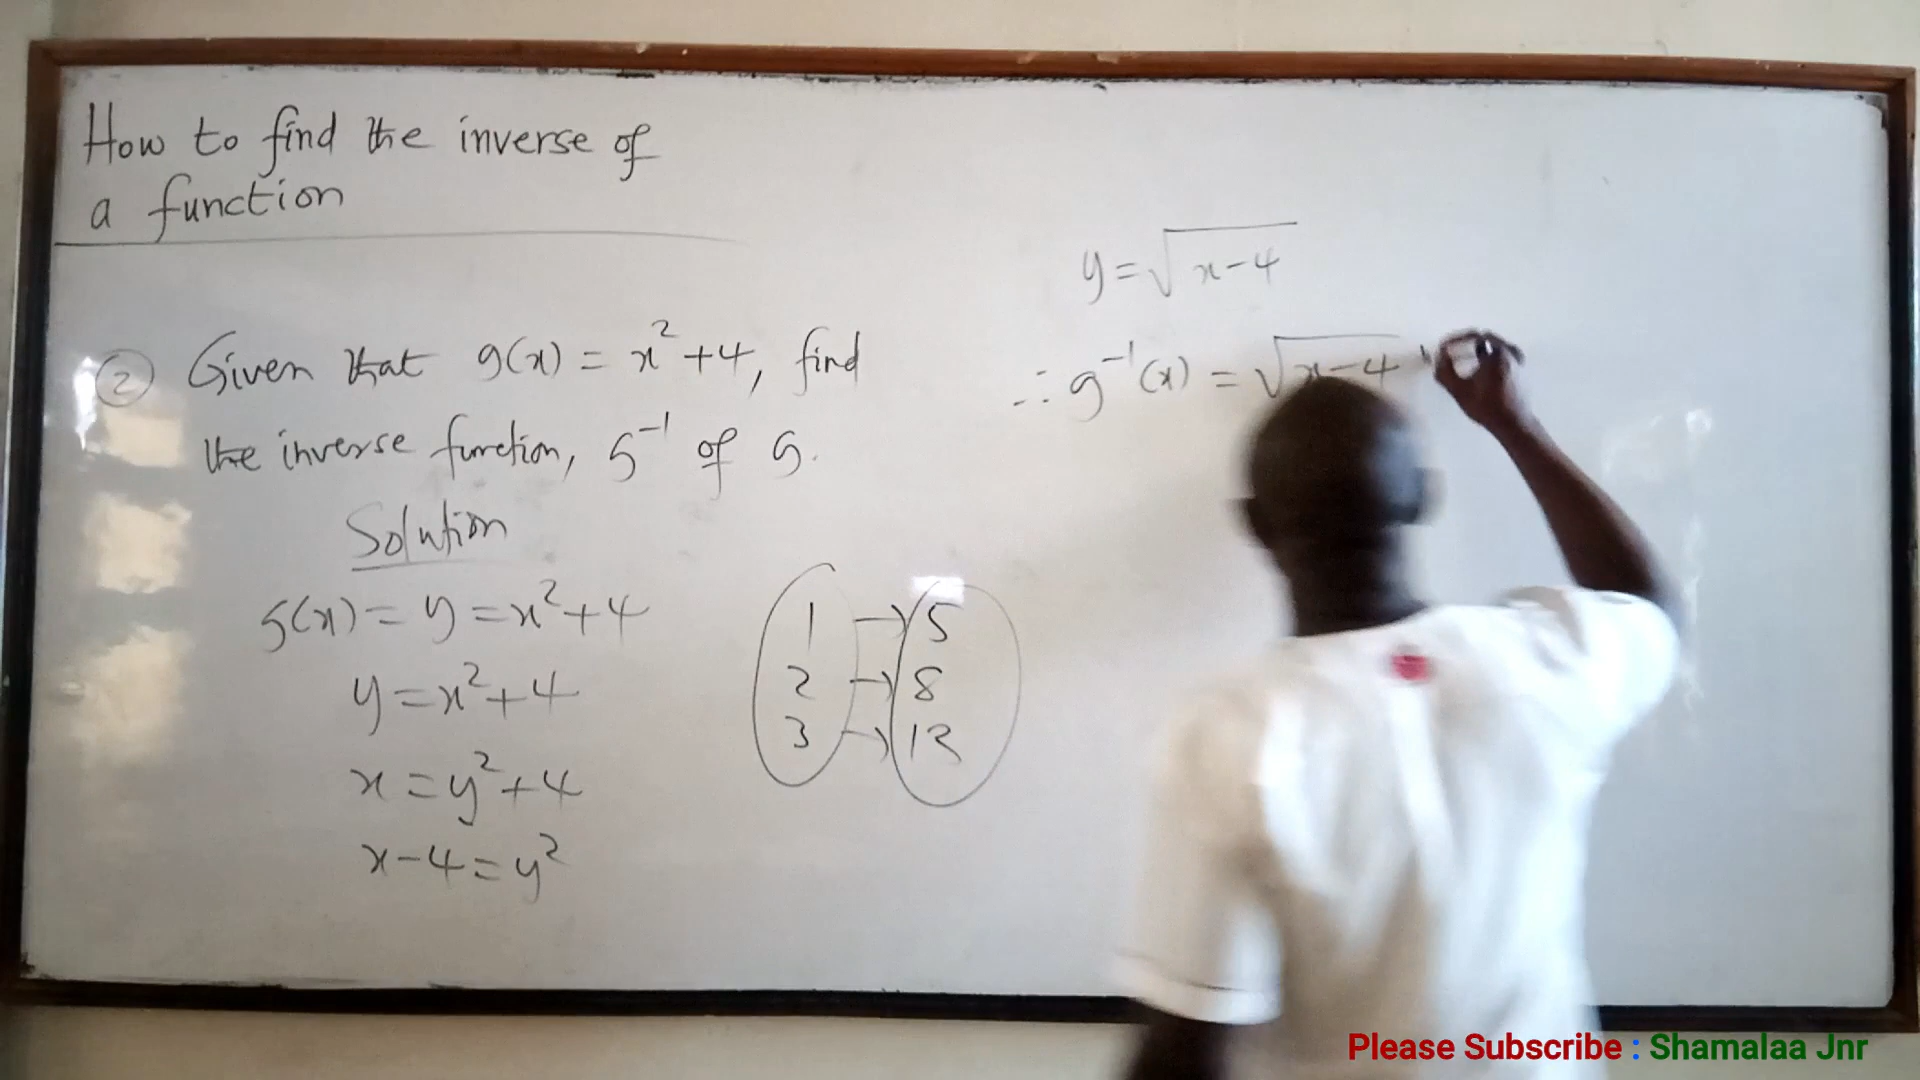 How to find the inverse of
a function
② Given that g(x) = x² + 4, find
the inverse function, g⁻¹ of g.
Solution
g(x) = y = x² + 4
y = x² + 4
x = y² + 4
x - 4 = y²
1 → 5
2 → 8
3 → 13
y = √(x - 4)
∴ g⁻¹(x) = √(x - 4)
Please Subscribe : Shamalaa Jnr